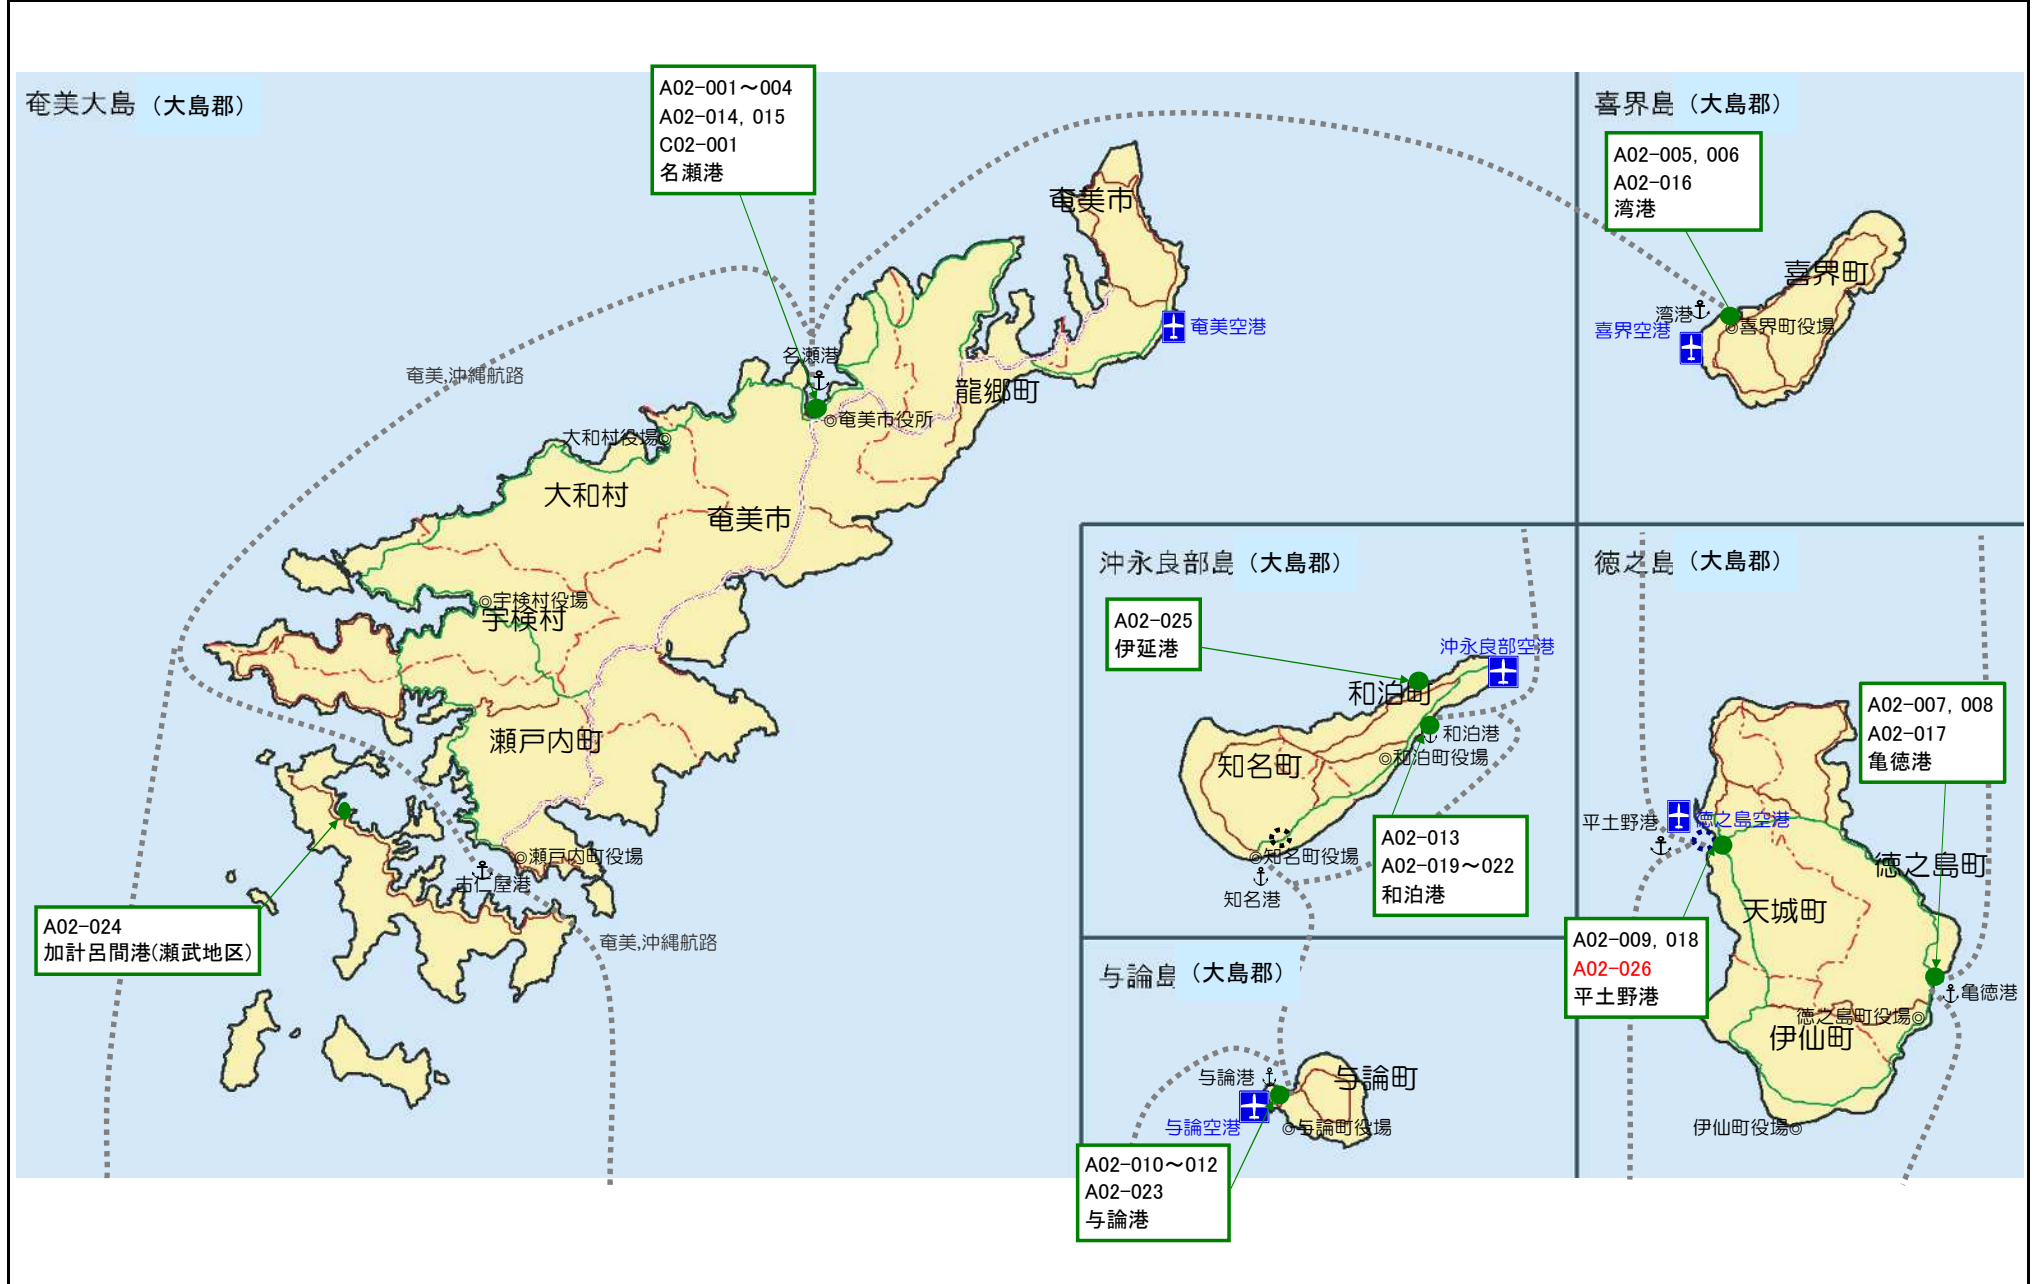 奄美大島（大島郡）
A02-001～004
A02-014, 015
C02-001
名瀬港
奄美市
奄美空港
名瀬港
奄美,沖縄航路
龍郷町
◎奄美市役所
大和村役場◎
大和村
奄美市
◎宇検村役場
宇検村
瀬戸内町
◎瀬戸内町役場
古仁屋港
奄美,沖縄航路
A02-024
加計呂間港(瀬武地区)
喜界島（大島郡）
A02-005, 006
A02-016
湾港
喜界町
湾港
◎喜界町役場
喜界空港
沖永良部島（大島郡）
A02-025
伊延港
沖永良部空港
和泊町
和泊港
◎和泊町役場
知名町
◎知名町役場
知名港
A02-013
A02-019～022
和泊港
徳之島（大島郡）
A02-007, 008
A02-017
亀徳港
平土野港
徳之島空港
徳之島町
天城町
A02-009, 018
A02-026
平土野港
亀徳港
徳之島町役場◎
伊仙町
伊仙町役場◎
与論島（大島郡）
与論港
与論町
与論空港
◎与論町役場
A02-010～012
A02-023
与論港